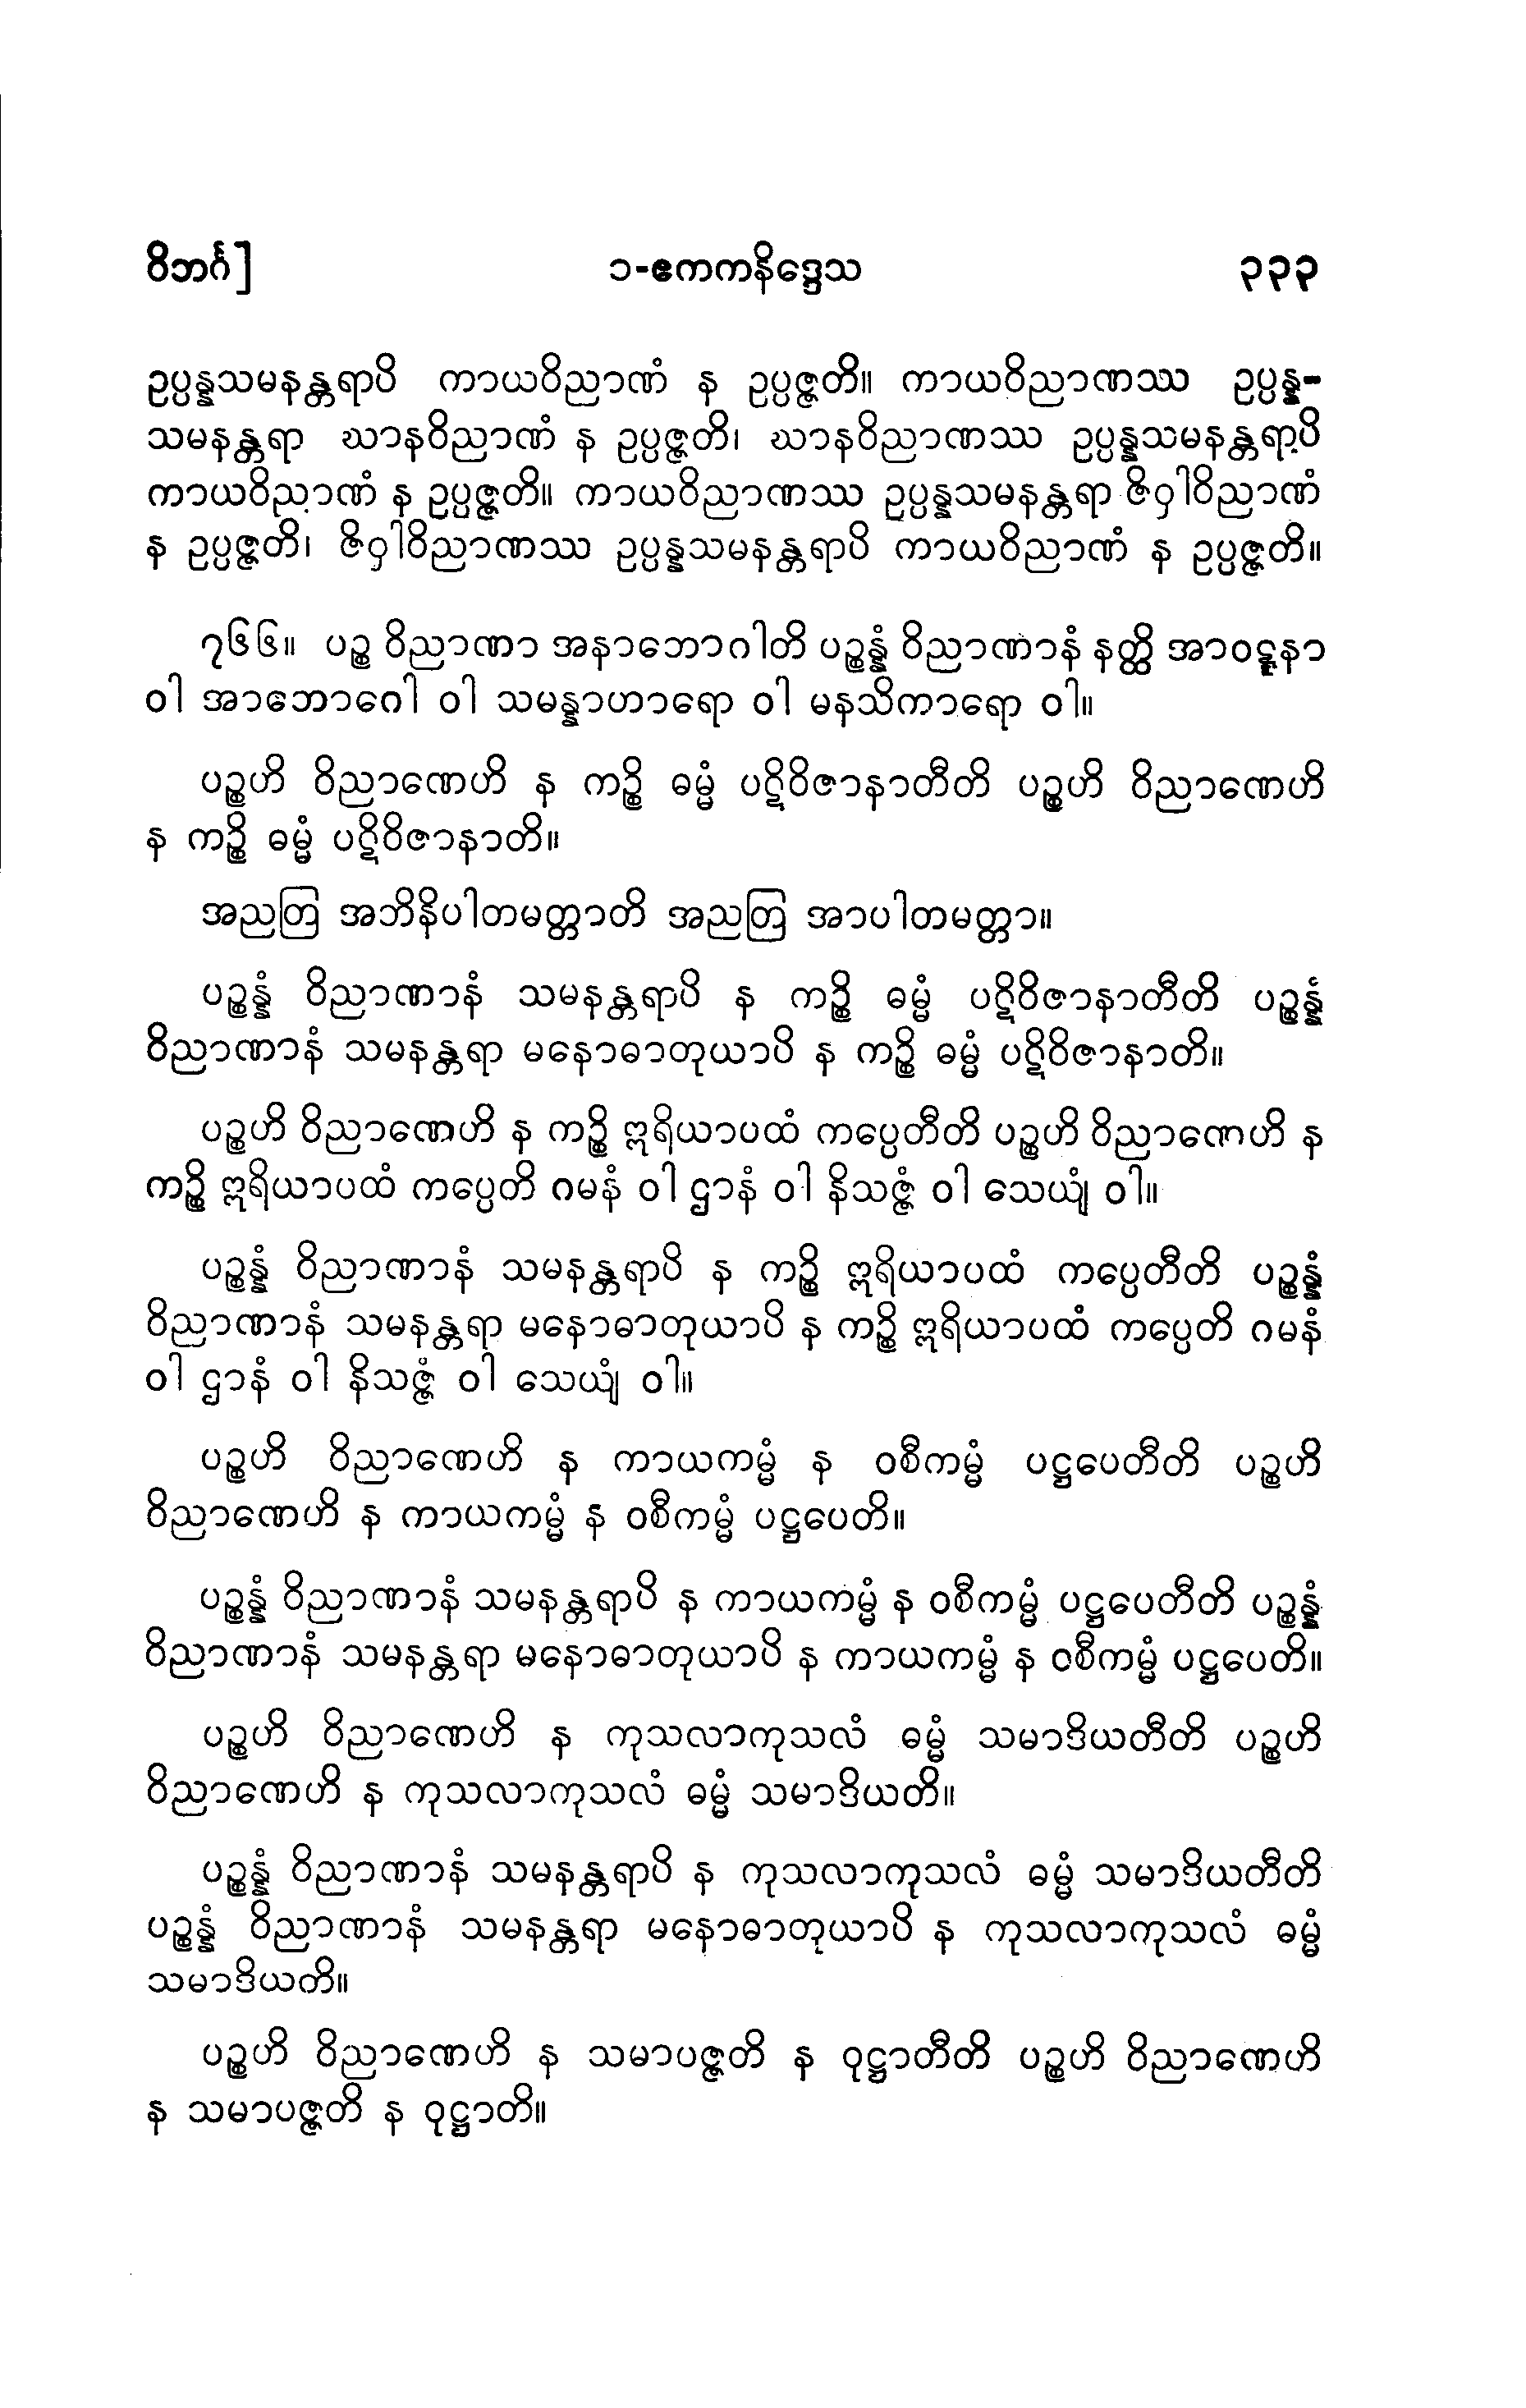 ဝိဘင်္ဂ]
၁-ဧကကနိဒ္ဒေသ
၃၃၃
ဥပ္ပန္နသမနန္တရာပိ ကာယဝိညာဏံ န ဥပ္ပဇ္ဇတိ။ ကာယဝိညာဏဿ ဥပ္ပန္န-
သမနန္တရာ ဃာနဝိညာဏံ န ဥပ္ပဇ္ဇတိ၊ ဃာနဝိညာဏဿ ဥပ္ပန္နသမနန္တရာပိ
ကာယဝိညာဏံ န ဥပ္ပဇ္ဇတိ။ ကာယဝိညာဏဿ ဥပ္ပန္နသမနန္တရာ ဇိဝှါဝိညာဏံ
န ဥပ္ပဇ္ဇတိ၊ ဇိဝှါဝိညာဏဿ ဥပ္ပန္နသမနန္တရာပိ ကာယဝိညာဏံ န ဥပ္ပဇ္ဇတိ။
၇၆၆။ ပဉ္စ ဝိညာဏာ အနာဘောဂါတိ ပဉ္စန္နံ ဝိညာဏာနံ နတ္ထိ အာဝဋ္ဋနာ
ဝါ အာဘောဂေါ ဝါ သမန္နာဟာရော ဝါ မနသိကာရော ဝါ။
ပဉ္စဟိ ဝိညာဏေဟိ န ကဉ္စိ ဓမ္မံ ပဋိဝိဇာနာတီတိ ပဉ္စဟိ ဝိညာဏေဟိ
န ကဉ္စိ ဓမ္မံ ပဋိဝိဇာနာတိ။
အညတြ အဘိနိပါတမတ္တာတိ အညတြ အာပါတမတ္တာ။
ပဉ္စန္နံ ဝိညာဏာနံ သမနန္တရာပိ န ကဉ္စိ ဓမ္မံ ပဋိဝိဇာနာတီတိ ပဉ္စန္နံ
ဝိညာဏာနံ သမနန္တရာ မနောဓာတုယာပိ န ကဉ္စိ ဓမ္မံ ပဋိဝိဇာနာတိ။
ပဉ္စဟိ ဝိညာဏေဟိ န ကဉ္စိ ဣရိယာပထံ ကပ္ပေတီတိ ပဉ္စဟိ ဝိညာဏေဟိ န
ကဉ္စိ ဣရိယာပထံ ကပ္ပေတိ ဂမနံ ဝါ ဌာနံ ဝါ နိသဇ္ဇံ ဝါ သေယျံ ဝါ။
ပဉ္စန္နံ ဝိညာဏာနံ သမနန္တရာပိ န ကဉ္စိ ဣရိယာပထံ ကပ္ပေတီတိ ပဉ္စန္နံ
ဝိညာဏာနံ သမနန္တရာ မနောဓာတုယာပိ န ကဉ္စိ ဣရိယာပထံ ကပ္ပေတိ ဂမနံ
ဝါ ဌာနံ ဝါ နိသဇ္ဇံ ဝါ သေယျံ ဝါ။
ပဉ္စဟိ ဝိညာဏေဟိ န ကာယကမ္မံ န ဝစီကမ္မံ ပဋ္ဌပေတီတိ ပဉ္စဟိ
ဝိညာဏေဟိ န ကာယကမ္မံ န ဝစီကမ္မံ ပဋ္ဌပေတိ။
ပဉ္စန္နံ ဝိညာဏာနံ သမနန္တရာပိ န ကာယကမ္မံ န ဝစီကမ္မံ ပဋ္ဌပေတီတိ ပဉ္စန္နံ
ဝိညာဏာနံ သမနန္တရာ မနောဓာတုယာပိ န ကာယကမ္မံ န ဝစီကမ္မံ ပဋ္ဌပေတိ။
ပဉ္စဟိ ဝိညာဏေဟိ န ကုသလာကုသလံ ဓမ္မံ သမာဒိယတီတိ ပဉ္စဟိ
ဝိညာဏေဟိ န ကုသလာကုသလံ ဓမ္မံ သမာဒိယတိ။
ပဉ္စန္နံ ဝိညာဏာနံ သမနန္တရာပိ န ကုသလာကုသလံ ဓမ္မံ သမာဒိယတီတိ
ပဉ္စန္နံ ဝိညာဏာနံ သမနန္တရာ မနောဓာတုယာပိ န ကုသလာကုသလံ ဓမ္မံ
သမာဒိယတိ။
ပဉ္စဟိ ဝိညာဏေဟိ န သမာပဇ္ဇတိ န ဝုဋ္ဌာတီတိ ပဉ္စဟိ ဝိညာဏေဟိ
န သမာပဇ္ဇတိ န ဝုဋ္ဌာတိ။